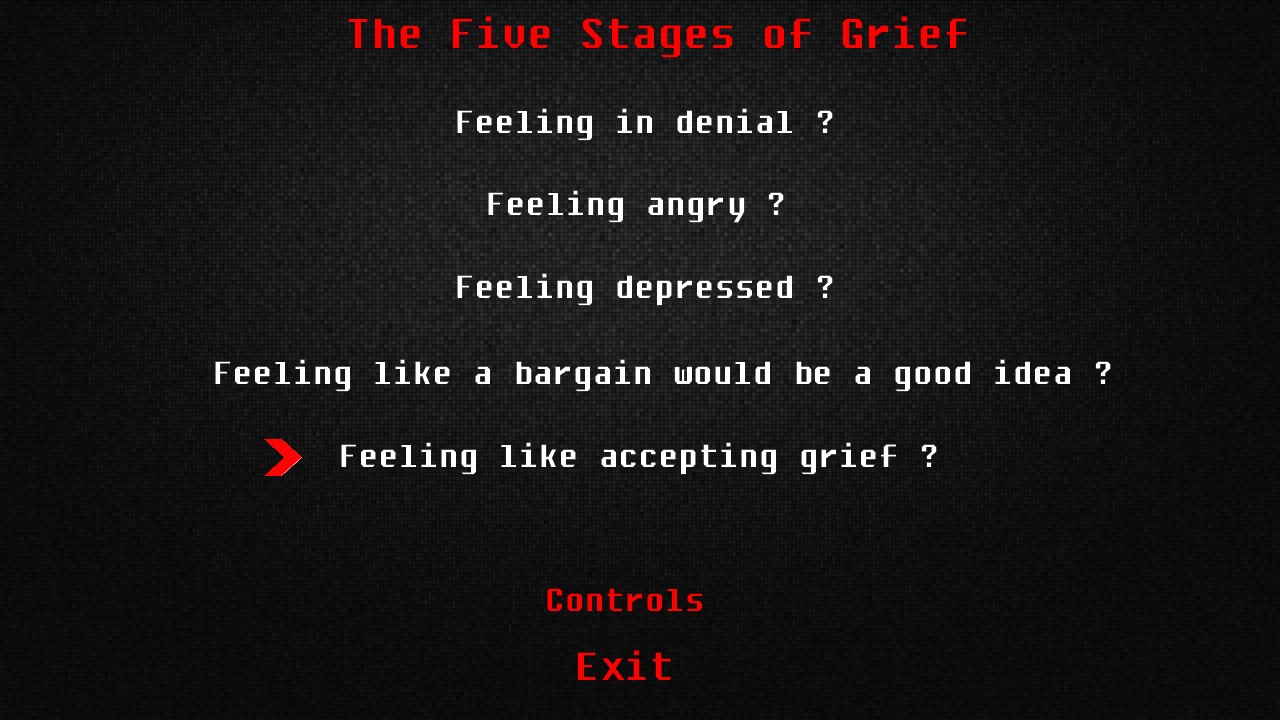 The Five Stages of Grief
Feeling in denial ?
Feeling angry ?
Feeling depressed ?
Feeling like a bargain would be a good idea ?
Feeling like accepting grief ?
Controls
Exit